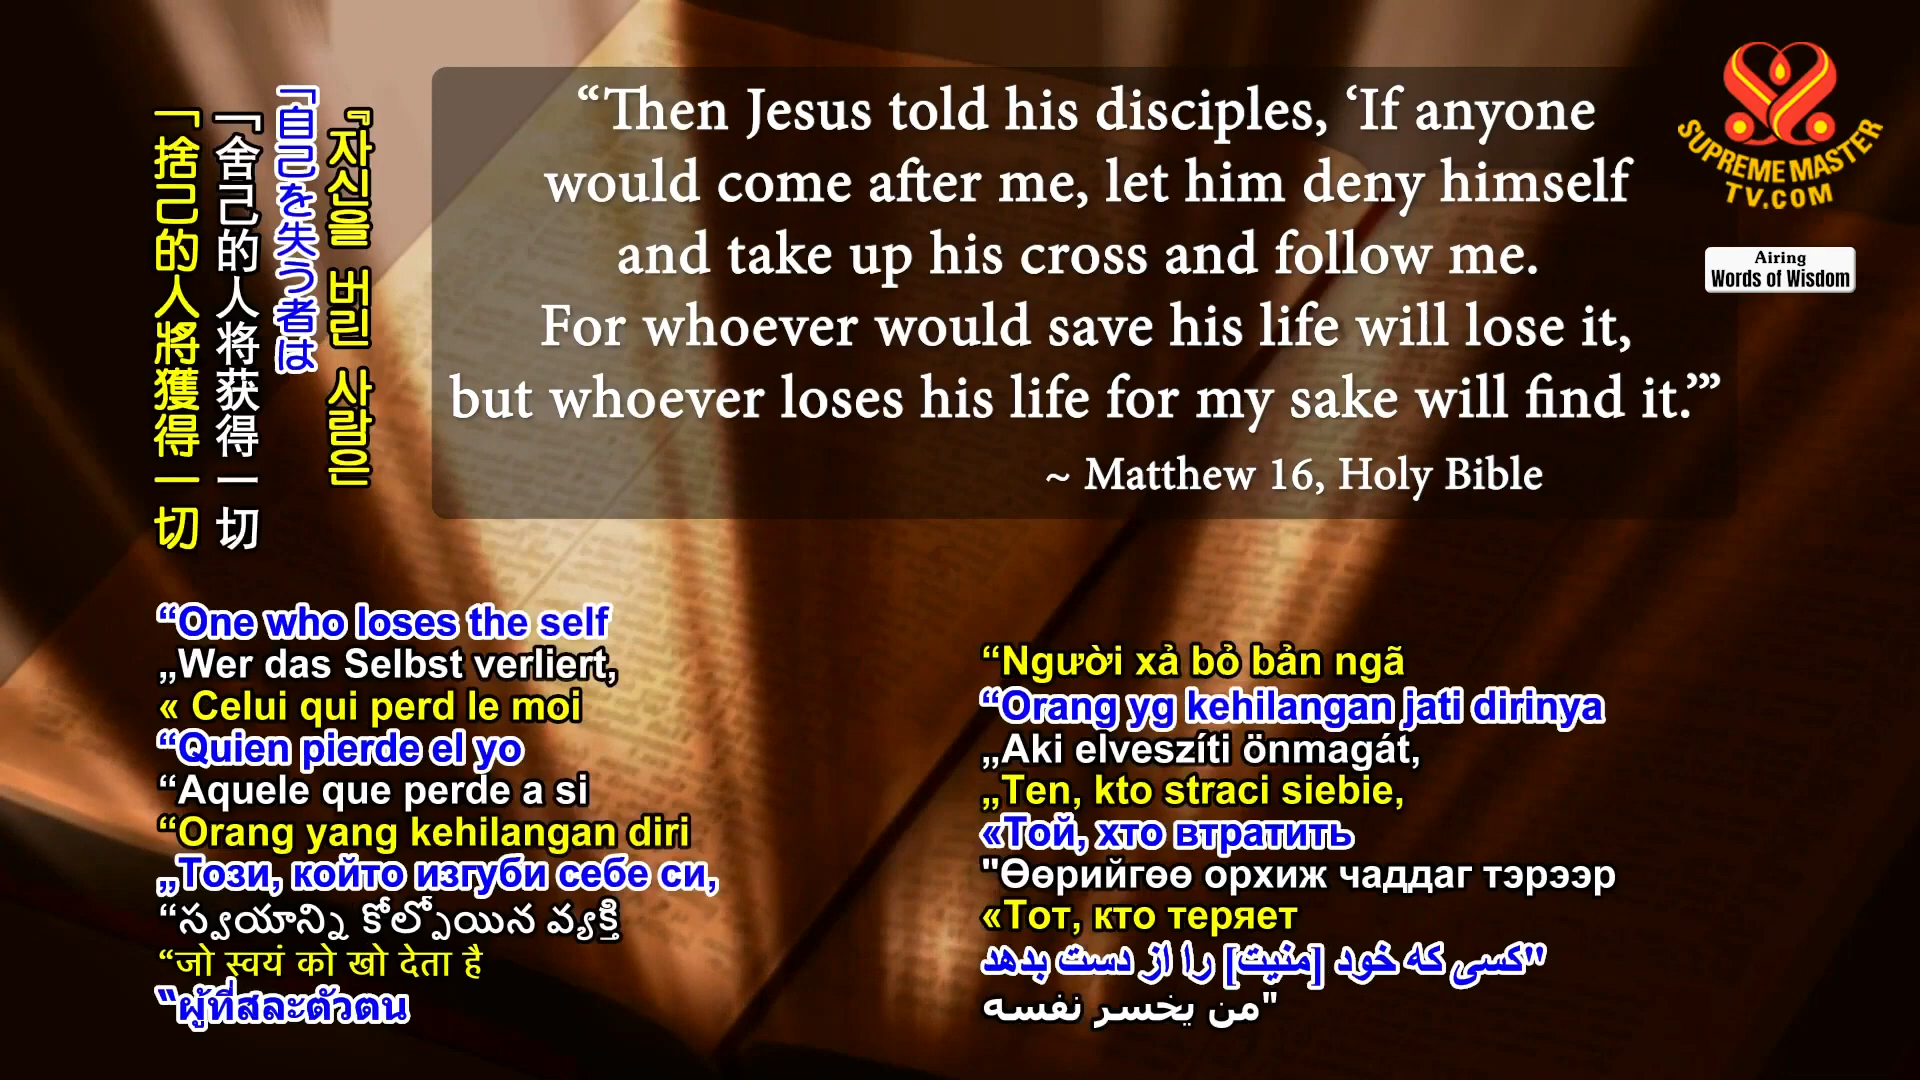 “Then Jesus told his disciples, ‘If anyone
would come after me, let him deny himself
and take up his cross and follow me.
For whoever would save his life will lose it,
but whoever loses his life for my sake will find it.’”
~ Matthew 16, Holy Bible
SUPREME MASTER
TV.COM
Airing
Words of Wisdom
「捨己的人將獲得一切
「舍己的人将获得一切
「自己を失う者は
『자신을 버린 사람은
“One who loses the self
„Wer das Selbst verliert,
« Celui qui perd le moi
“Quien pierde el yo
“Aquele que perde a si
“Orang yang kehilangan diri
„Този, който изгуби себе си,
“స్వయాన్ని కోల్పోయిన వ్యక్తి
“जो स्वयं को खो देता है
“ผู้ที่สละตัวตน
“Người xả bỏ bản ngã
“Orang yg kehilangan jati dirinya
„Aki elveszíti önmagát,
„Ten, kto straci siebie,
«Той, хто втратить
"Өөрийгөө орхиж чаддаг тэрээр
«Тот, кто теряет
"کسی که خود [منیت] را از دست بدهد
"من يخسر نفسه